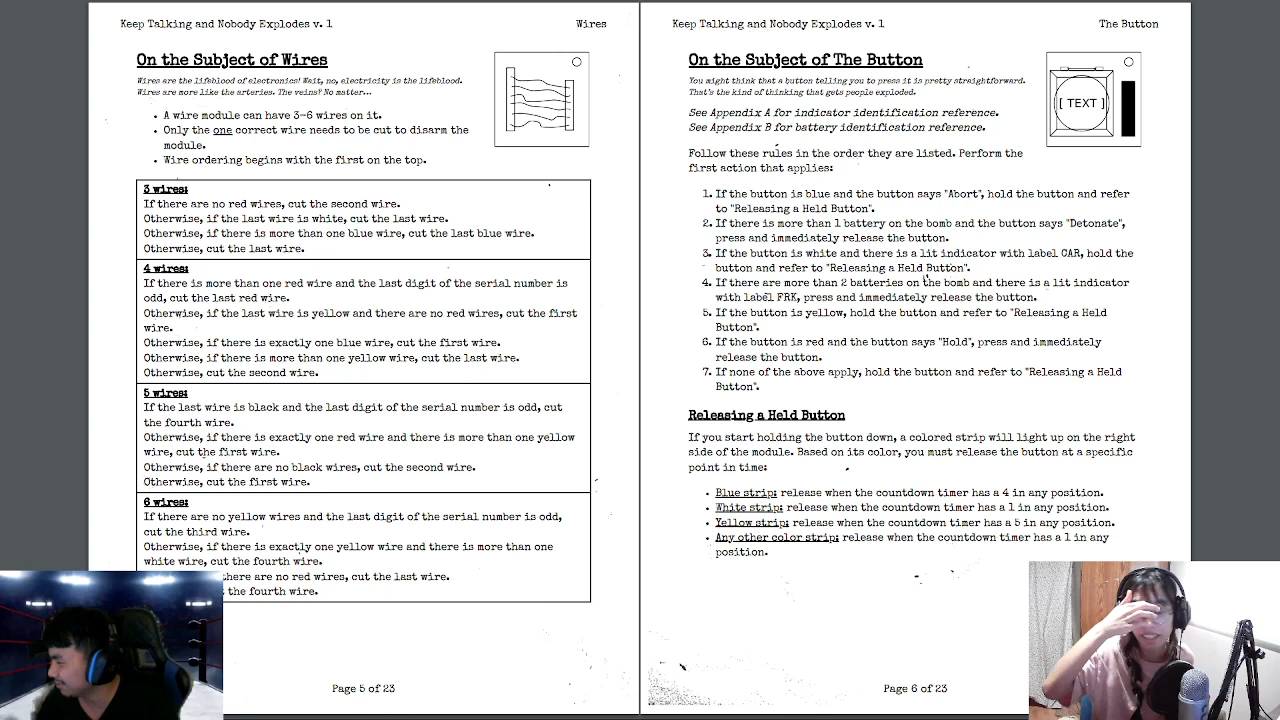 Keep Talking and Nobody Explodes v. 1
Wires
On the Subject of Wires
Wires are the lifeblood of electronics! Wait, no, electricity is the lifeblood.
Wires are more like the arteries. The veins? No matter...
• A wire module can have 3-6 wires on it.
• Only the one correct wire needs to be cut to disarm the
module.
• Wire ordering begins with the first on the top.
3 wires:
If there are no red wires, cut the second wire.
Otherwise, if the last wire is white, cut the last wire.
Otherwise, if there is more than one blue wire, cut the last blue wire.
Otherwise, cut the last wire.
4 wires:
If there is more than one red wire and the last digit of the serial number is
odd, cut the last red wire.
Otherwise, if the last wire is yellow and there are no red wires, cut the first
wire.
Otherwise, if there is exactly one blue wire, cut the first wire.
Otherwise, if there is more than one yellow wire, cut the last wire.
Otherwise, cut the second wire.
5 wires:
If the last wire is black and the last digit of the serial number is odd, cut
the fourth wire.
Otherwise, if there is exactly one red wire and there is more than one yellow
wire, cut the first wire.
Otherwise, if there are no black wires, cut the second wire.
Otherwise, cut the first wire.
6 wires:
If there are no yellow wires and the last digit of the serial number is odd,
cut the third wire.
Otherwise, if there is exactly one yellow wire and there is more than one
white wire, cut the fourth wire.
there are no red wires, cut the last wire.
the fourth wire.
Page 5 of 23
Keep Talking and Nobody Explodes v. 1
The Button
On the Subject of The Button
You might think that a button telling you to press it is pretty straightforward.
That's the kind of thinking that gets people exploded.
[ TEXT ]
See Appendix A for indicator identification reference.
See Appendix B for battery identification reference.
Follow these rules in the order they are listed. Perform the
first action that applies:
1. If the button is blue and the button says "Abort", hold the button and refer
to "Releasing a Held Button".
2. If there is more than 1 battery on the bomb and the button says "Detonate",
press and immediately release the button.
3. If the button is white and there is a lit indicator with label CAR, hold the
button and refer to "Releasing a Held Button".
4. If there are more than 2 batteries on the bomb and there is a lit indicator
with label FRK, press and immediately release the button.
5. If the button is yellow, hold the button and refer to "Releasing a Held
Button".
6. If the button is red and the button says "Hold", press and immediately
release the button.
7. If none of the above apply, hold the button and refer to "Releasing a Held
Button".
Releasing a Held Button
If you start holding the button down, a colored strip will light up on the right
side of the module. Based on its color, you must release the button at a specific
point in time:
• Blue strip: release when the countdown timer has a 4 in any position.
• White strip: release when the countdown timer has a 1 in any position.
• Yellow strip: release when the countdown timer has a 5 in any position.
• Any other color strip: release when the countdown timer has a 1 in any
position.
Page 6 of 23